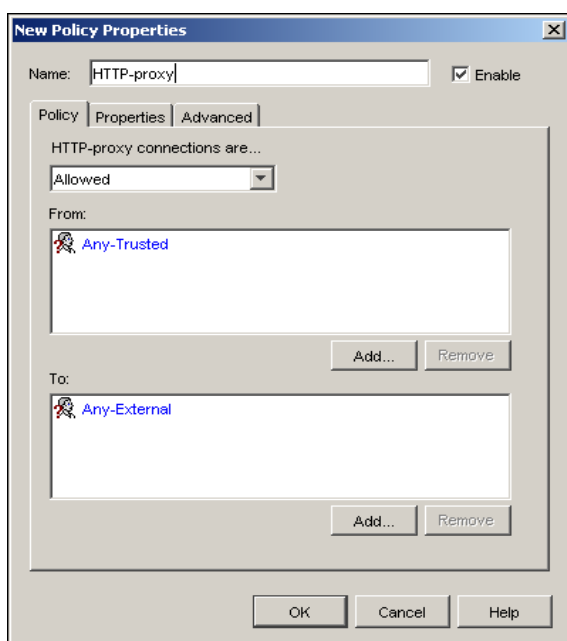 New Policy Properties
Name: HTTP-proxy Enable
Policy Properties Advanced
HTTP-proxy connections are...
Allowed
From:
Any-Trusted
Add... Remove
To:
Any-External
Add... Remove
OK Cancel Help